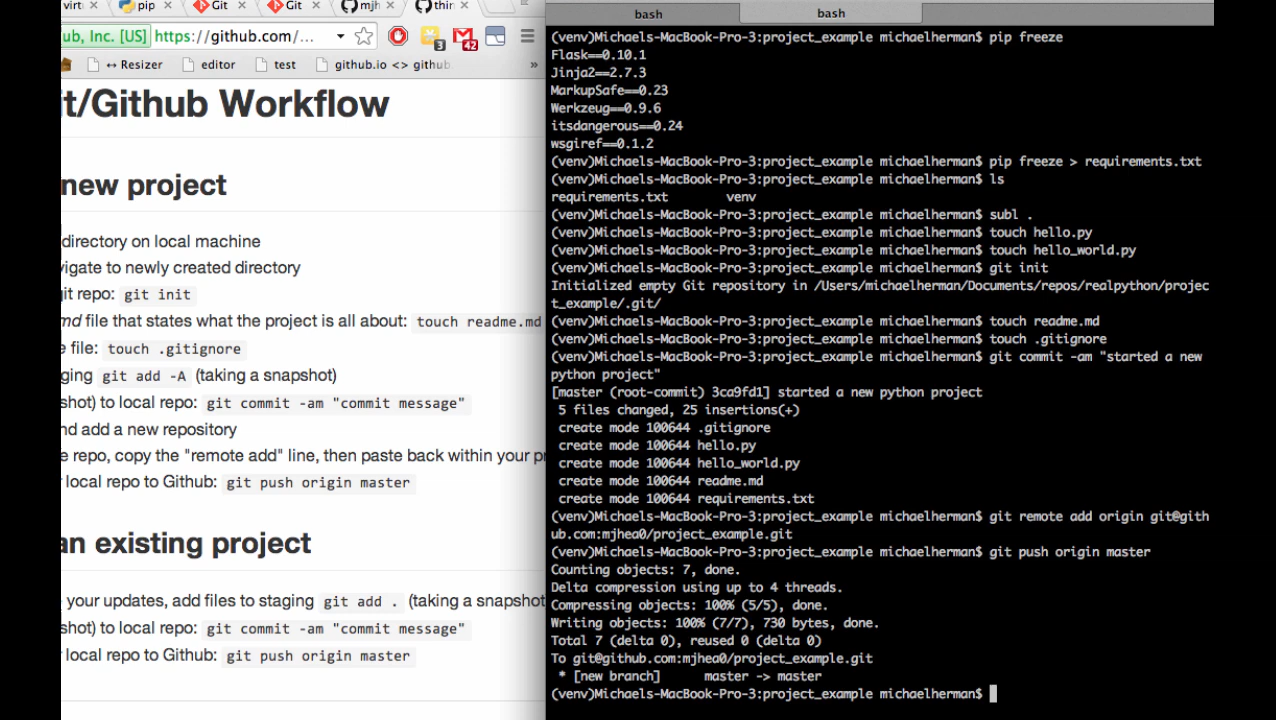 virt
pip
Git
Git
mjh
thir
ub, Inc. [US] https://github.com/...
3
42
↔ Resizer editor test github.io <> github »
it/Github Workflow
new project
directory on local machine
vigate to newly created directory
git repo: git init
md file that states what the project is all about: touch readme.md
e file: touch .gitignore
ging git add -A (taking a snapshot)
shot) to local repo: git commit -am "commit message"
nd add a new repository
e repo, copy the "remote add" line, then paste back within your pr
r local repo to Github: git push origin master
an existing project
your updates, add files to staging git add . (taking a snapshot
shot) to local repo: git commit -am "commit message"
r local repo to Github: git push origin master
bash bash
(venv)Michaels-MacBook-Pro-3:project_example michaelherman$ pip freeze
Flask==0.10.1
Jinja2==2.7.3
MarkupSafe==0.23
Werkzeug==0.9.6
itsdangerous==0.24
wsgiref==0.1.2
(venv)Michaels-MacBook-Pro-3:project_example michaelherman$ pip freeze > requirements.txt
(venv)Michaels-MacBook-Pro-3:project_example michaelherman$ ls
requirements.txt venv
(venv)Michaels-MacBook-Pro-3:project_example michaelherman$ subl .
(venv)Michaels-MacBook-Pro-3:project_example michaelherman$ touch hello.py
(venv)Michaels-MacBook-Pro-3:project_example michaelherman$ touch hello_world.py
(venv)Michaels-MacBook-Pro-3:project_example michaelherman$ git init
Initialized empty Git repository in /Users/michaelherman/Documents/repos/realpython/projec
t_example/.git/
(venv)Michaels-MacBook-Pro-3:project_example michaelherman$ touch readme.md
(venv)Michaels-MacBook-Pro-3:project_example michaelherman$ touch .gitignore
(venv)Michaels-MacBook-Pro-3:project_example michaelherman$ git commit -am "started a new
python project"
[master (root-commit) 3ca9fd1] started a new python project
5 files changed, 25 insertions(+)
create mode 100644 .gitignore
create mode 100644 hello.py
create mode 100644 hello_world.py
create mode 100644 readme.md
create mode 100644 requirements.txt
(venv)Michaels-MacBook-Pro-3:project_example michaelherman$ git remote add origin git@gith
ub.com:mjhea0/project_example.git
(venv)Michaels-MacBook-Pro-3:project_example michaelherman$ git push origin master
Counting objects: 7, done.
Delta compression using up to 4 threads.
Compressing objects: 100% (5/5), done.
Writing objects: 100% (7/7), 730 bytes, done.
Total 7 (delta 0), reused 0 (delta 0)
To git@github.com:mjhea0/project_example.git
* [new branch] master -> master
(venv)Michaels-MacBook-Pro-3:project_example michaelherman$